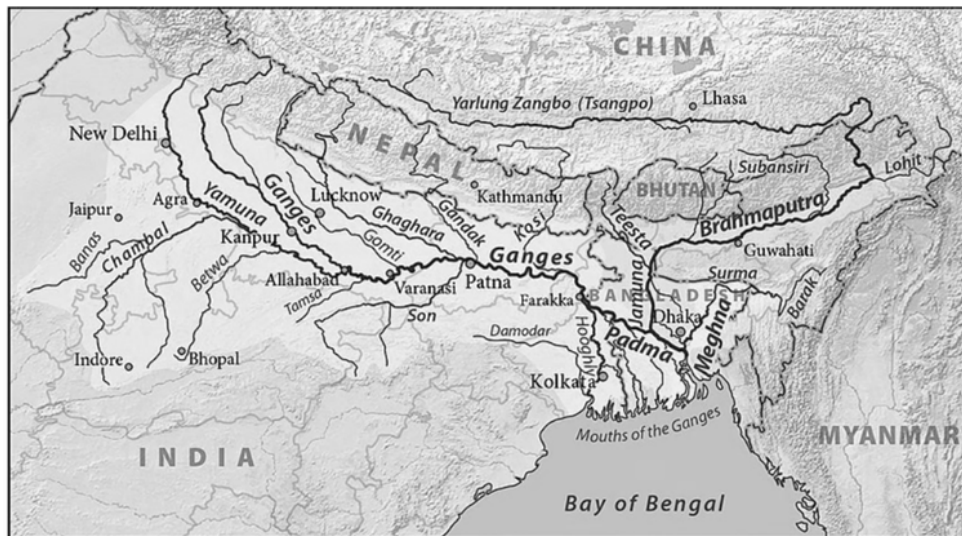 CHINA
Yarlung Zangbo (Tsangpo)
Lhasa
New Delhi
NEPAL
Subansiri
Lohit
BHUTAN
Kathmandu
Agra
Yamuna
Ganges
Lucknow
Ghaghara
Gandak
Kosi
Teesta
Brahmaputra
Jaipur
Banas
Chambal
Kanpur
Gomti
Guwahati
Betwa
Allahabad
Varanasi
Patna
Ganges
Jamuna
Surma
Tamsa
Son
Farakka
BANGLADESH
Barak
Dhaka
Meghna
Damodar
Hooghly
Padma
Indore
Bhopal
Kolkata
Mouths of the Ganges
INDIA
MYANMAR
Bay of Bengal